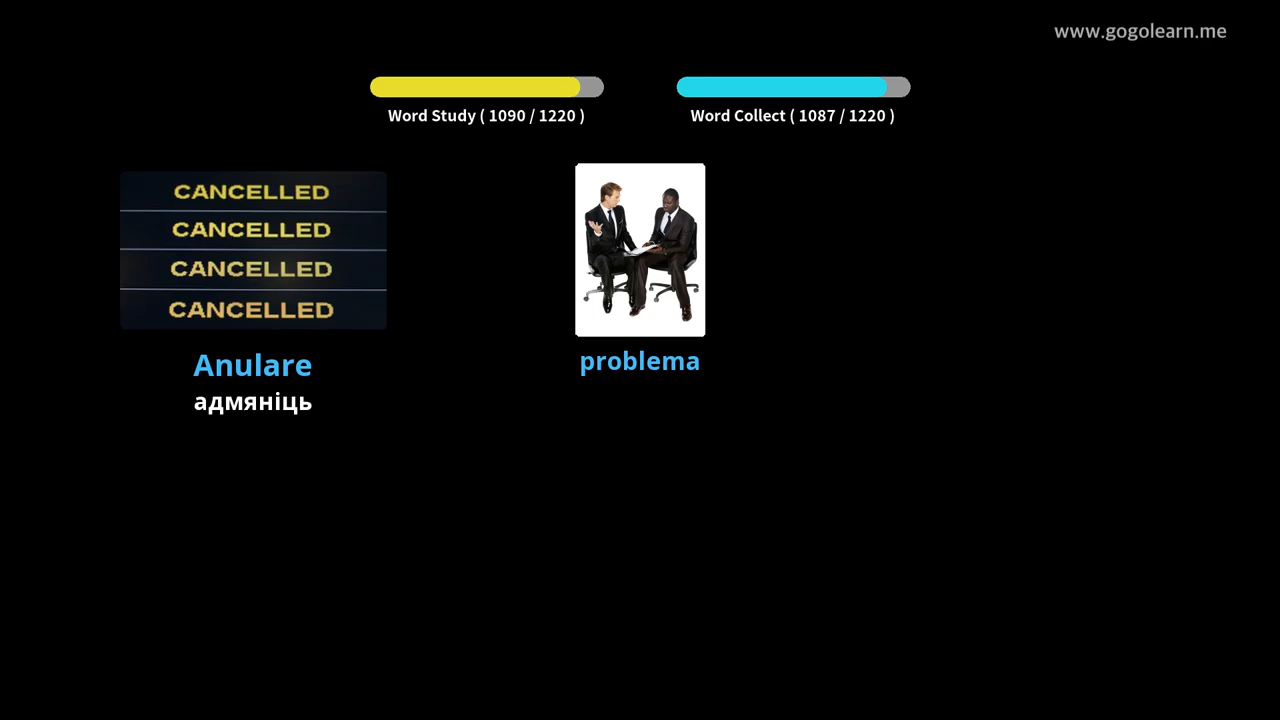 www.gogolearn.me
Word Study ( 1090 / 1220 )
Word Collect ( 1087 / 1220 )
CANCELLED
CANCELLED
CANCELLED
CANCELLED
Anulare
адмяніць
problema